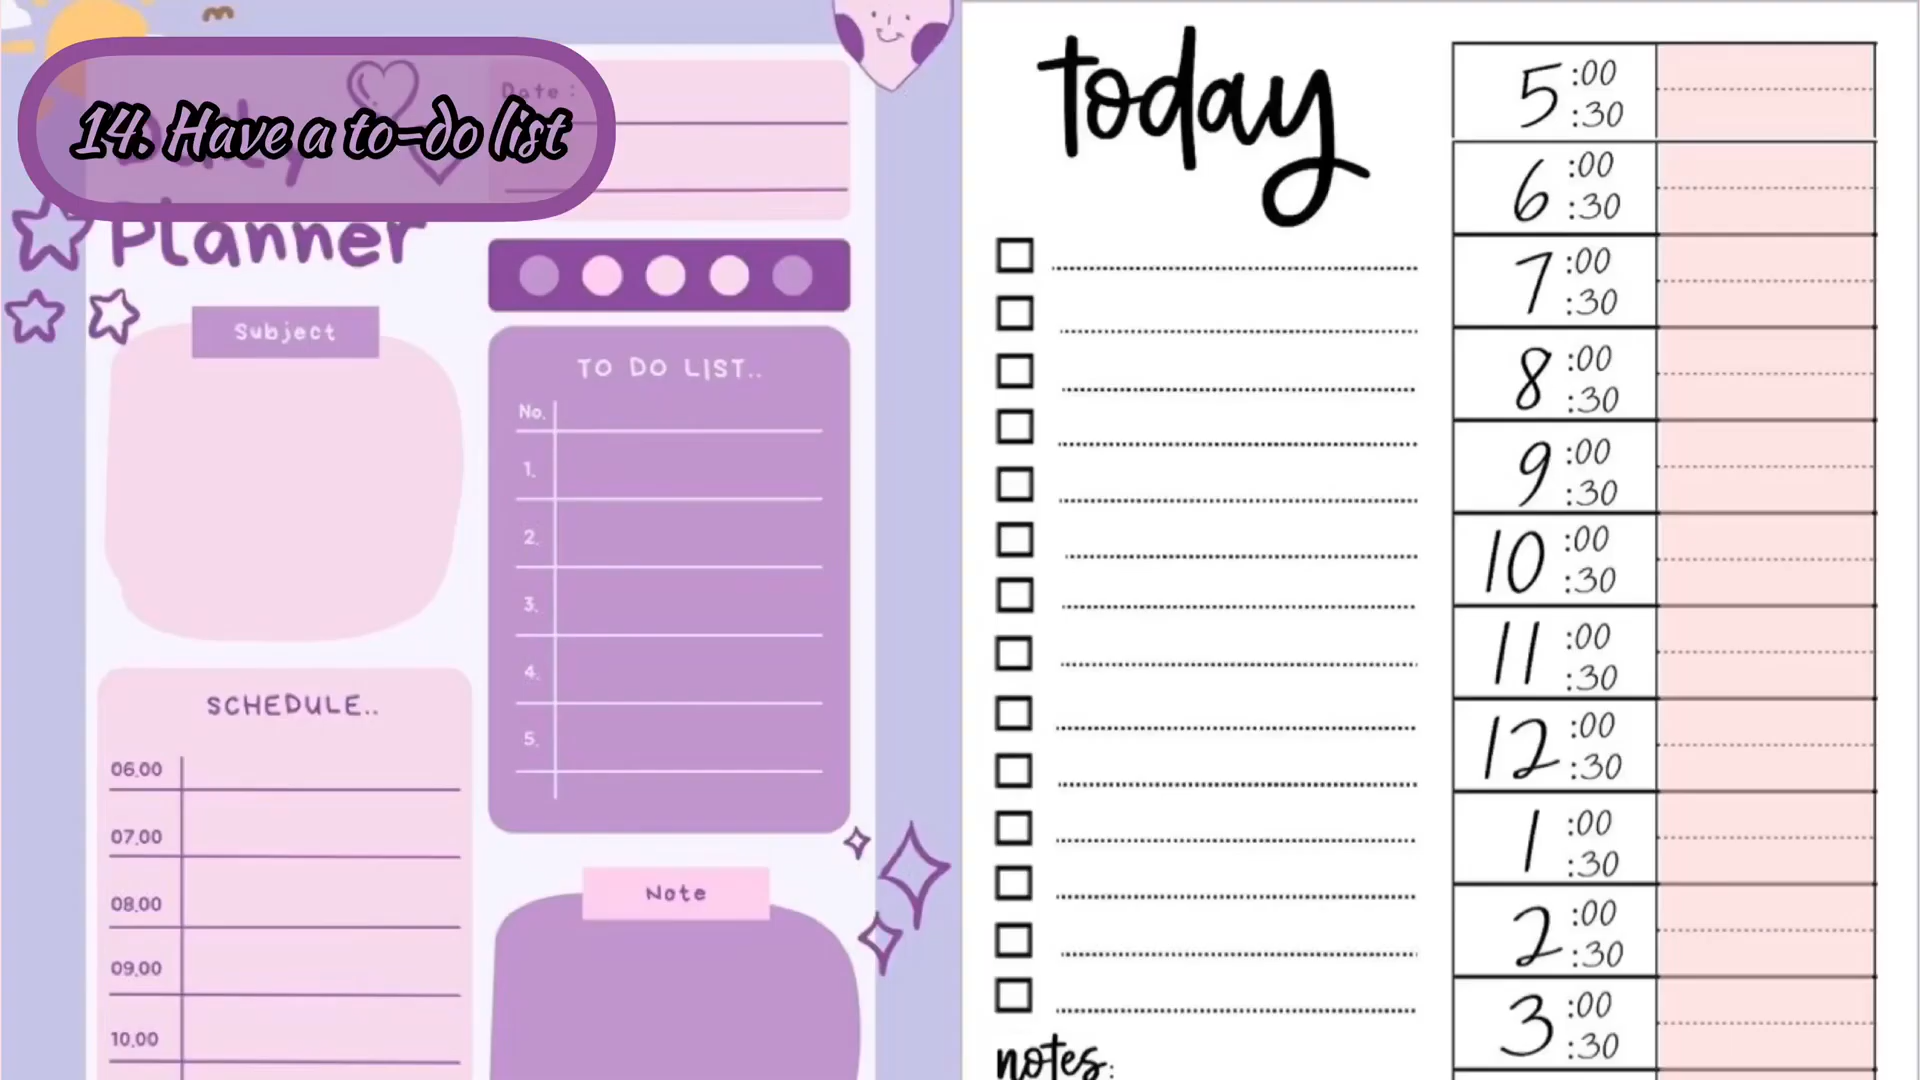 14. Have a to-do list
Date:
Daily
Planner
Subject
TO DO LIST..
No.
1.
2.
3.
4.
5.
SCHEDULE..
06.00
07.00
08.00
09.00
10.00
Note
today
5 :00
:30
6 :00
:30
7 :00
:30
8 :00
:30
9 :00
:30
10 :00
:30
11 :00
:30
12 :00
:30
1 :00
:30
2 :00
:30
3 :00
:30
notes: